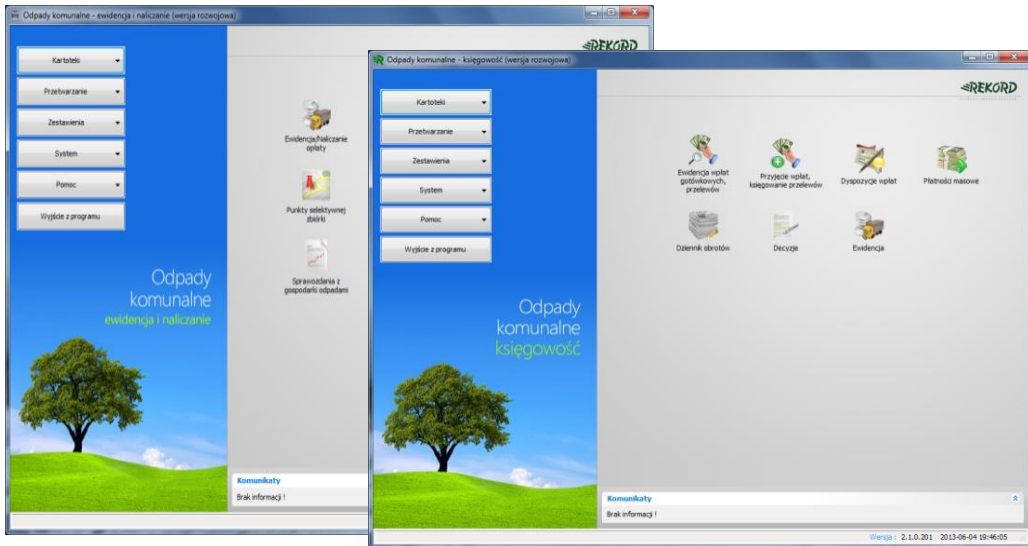 Odpady komunalne - ewidencja i naliczanie (wersja rozwojowa)
Kartoteki
Przetwarzanie
Zestawienia
System
Pomoc
Wyjście z programu
Odpady
komunalne
ewidencja i naliczanie
REKORD
Ewidencja/Naliczanie
opłaty
Punkty selektywnej
zbiórki
Sprawozdania z
gospodarki odpadami
Komunikaty
Brak informacji !
Odpady komunalne - księgowość (wersja rozwojowa)
Kartoteki
Przetwarzanie
Zestawienia
System
Pomoc
Wyjście z programu
Odpady
komunalne
księgowość
REKORD
Ewidencja wpłat
gotówkowych,
przelewów
Przyjęcie wpłat,
księgowanie przelewów
Dyspozycje wpłat
Płatności masowe
Dziennik obrotów
Decyzje
Ewidencja
Komunikaty
Brak informacji !
Wersja : 2.1.0.201 2013-06-04 19:46:05